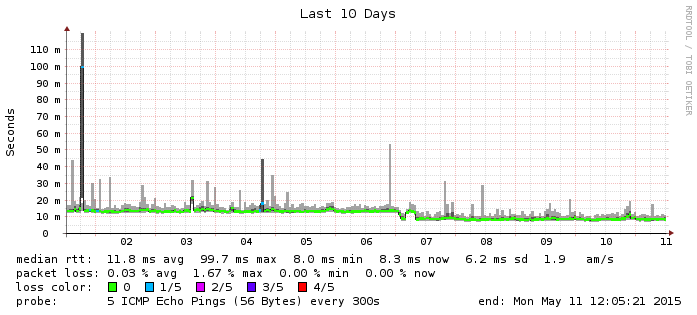 Last 10 Days
RRDTOOL / TOBI OETIKER
Seconds
110 m
100 m
90 m
80 m
70 m
60 m
50 m
40 m
30 m
20 m
10 m
0
02 03 04 05 06 07 08 09 10 11
median rtt: 11.8 ms avg 99.7 ms max 8.0 ms min 8.3 ms now 6.2 ms sd 1.9 am/s
packet loss: 0.03 % avg 1.67 % max 0.00 % min 0.00 % now
loss color: 0 1/5 2/5 3/5 4/5
probe: 5 ICMP Echo Pings (56 Bytes) every 300s end: Mon May 11 12:05:21 2015